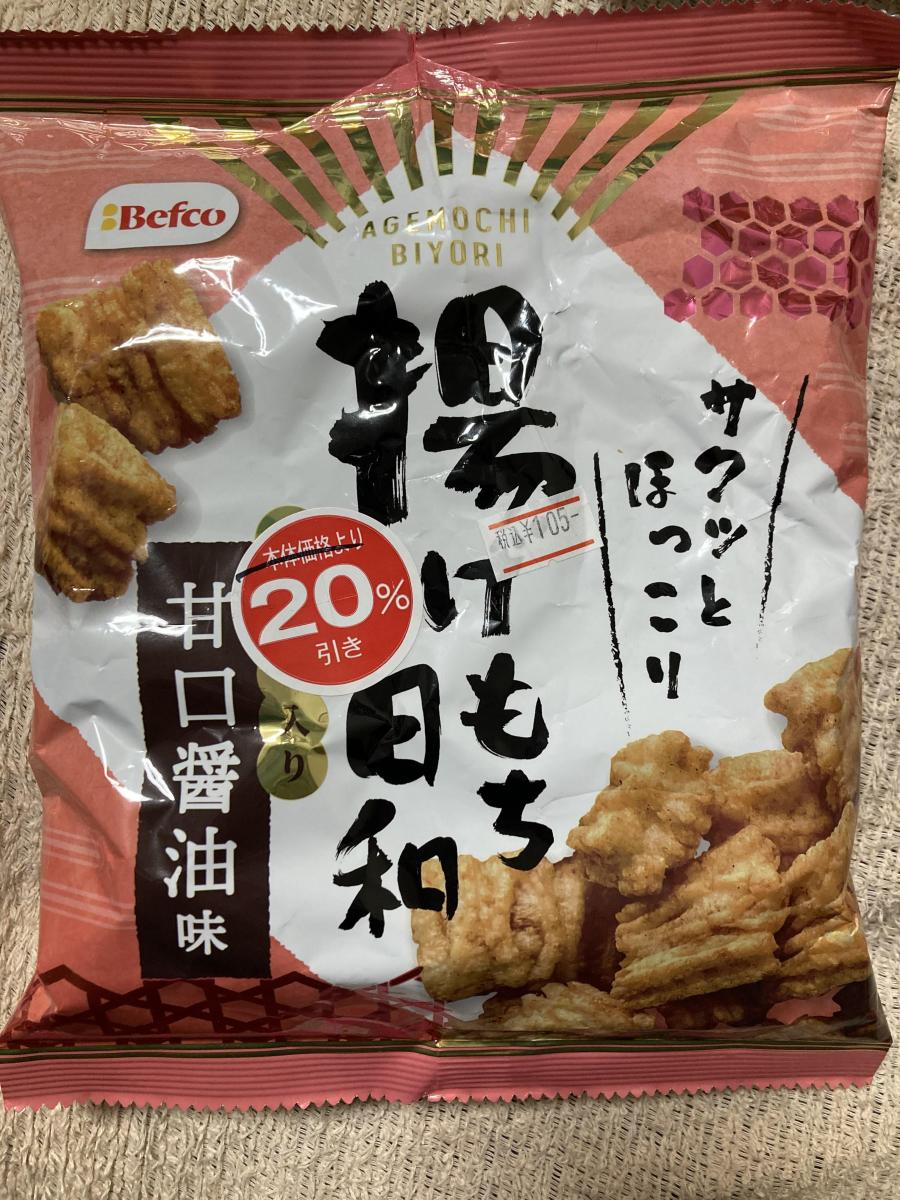 Befco
AGEMOCHI
BIYORI
揚げもち
日和
サクッと
ほっこり
税込¥105-
本体価格より
20%
引き
入り
甘口醤油味